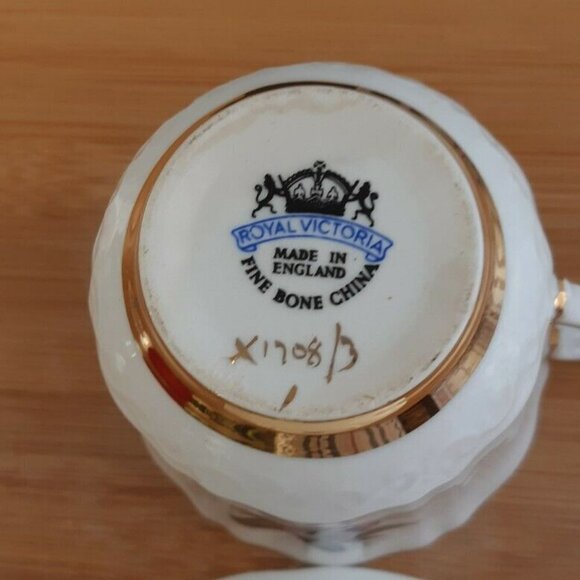 ROYAL VICTORIA
MADE IN
ENGLAND
FINE BONE CHINA
X1708/3